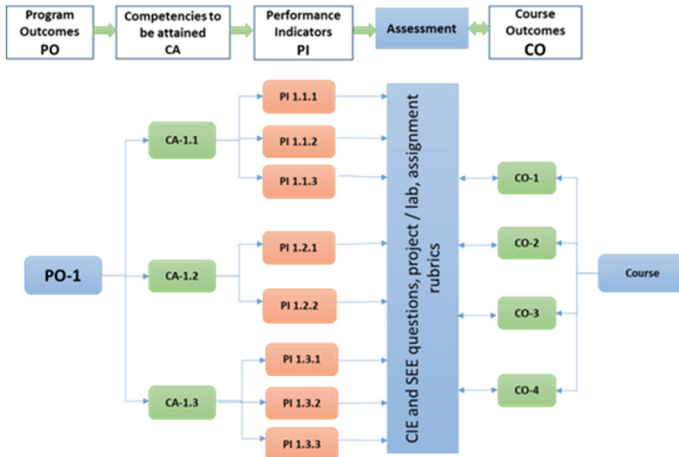 Program
Outcomes
PO
Competencies to
be attained
CA
Performance
Indicators
PI
Assessment
Course
Outcomes
CO
PO-1
CA-1.1
CA-1.2
CA-1.3
PI 1.1.1
PI 1.1.2
PI 1.1.3
PI 1.2.1
PI 1.2.2
PI 1.3.1
PI 1.3.2
PI 1.3.3
CIE and SEE questions, project / lab, assignment
rubrics
CO-1
CO-2
CO-3
CO-4
Course